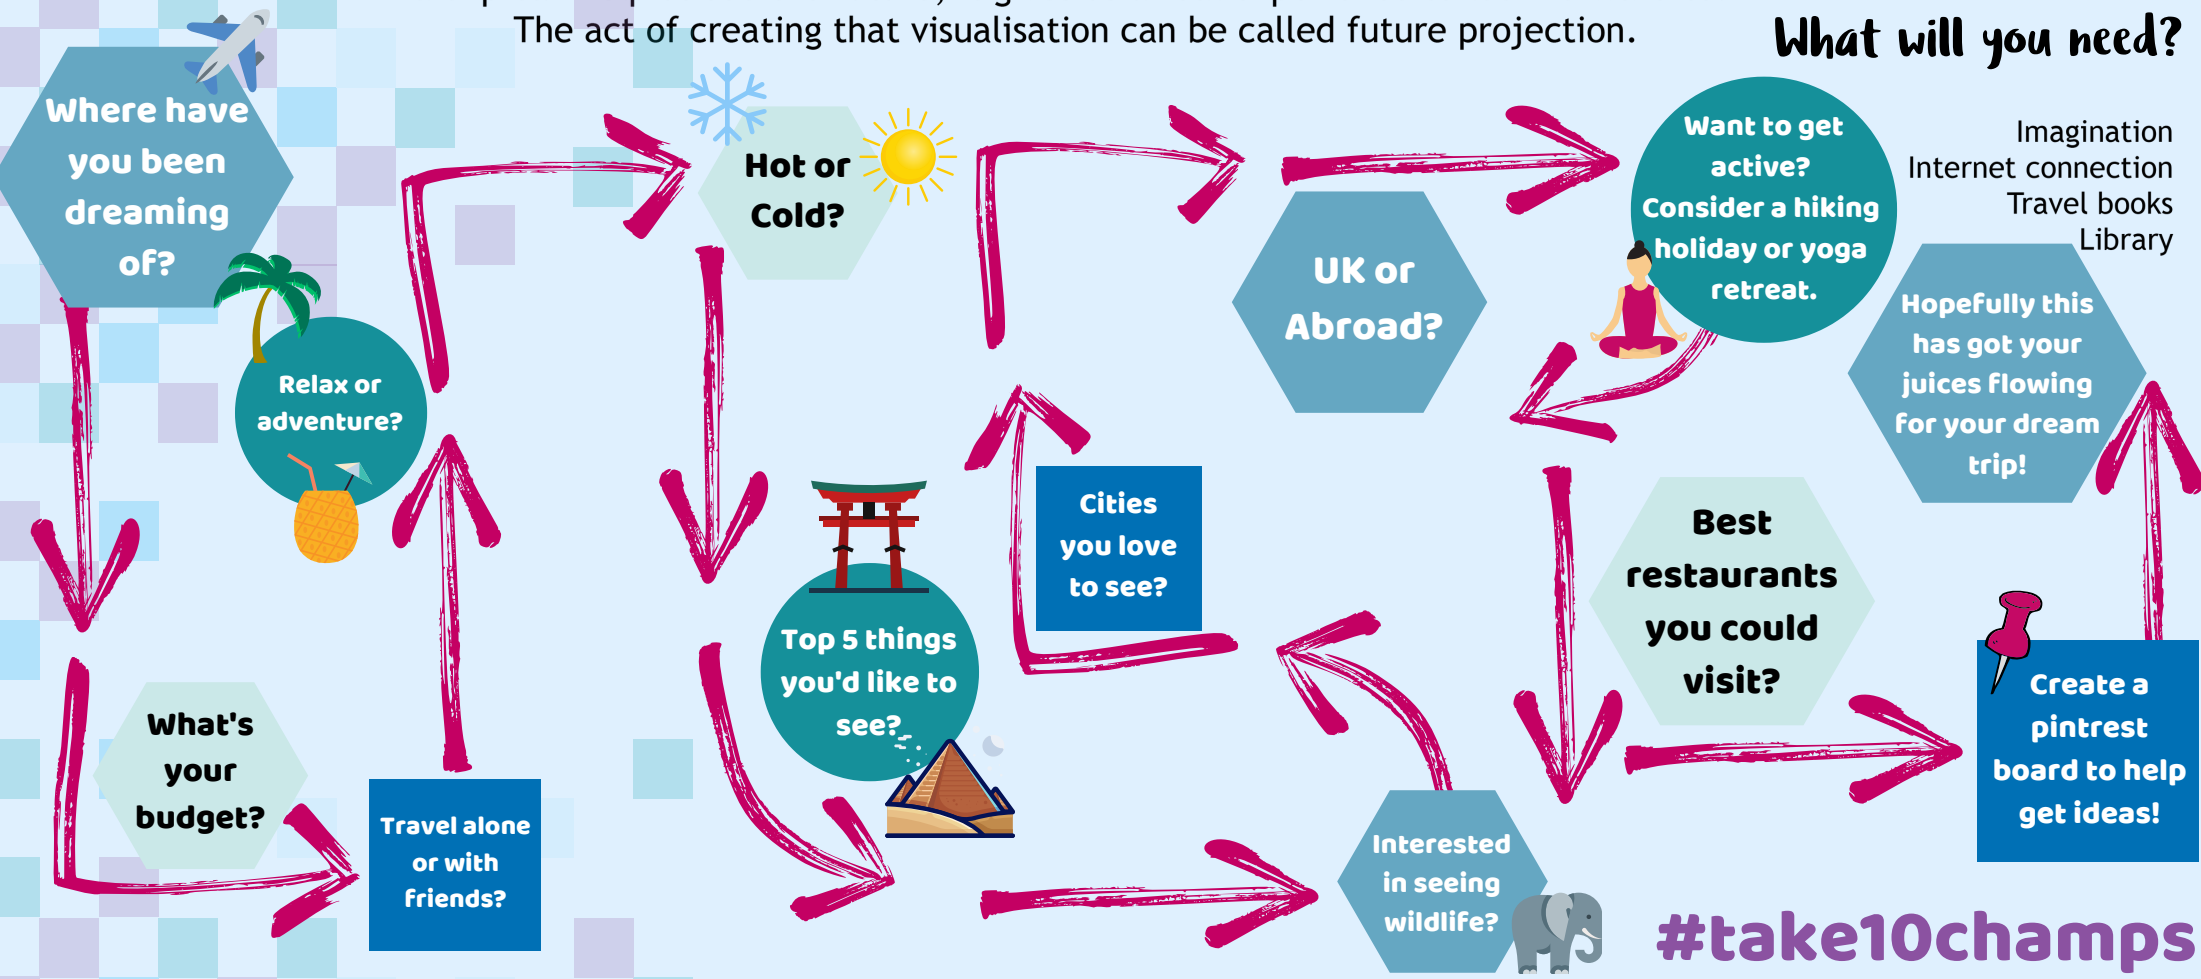 The act of creating that visualisation can be called future projection.
What will you need?
Imagination
Internet connection
Travel books
Library
Where have
you been
dreaming
of?
What's
your
budget?
Travel alone
or with
friends?
Relax or
adventure?
Hot or
Cold?
Top 5 things
you'd like to
see?
Interested
in seeing
wildlife?
Cities
you love
to see?
UK or
Abroad?
Want to get
active?
Consider a hiking
holiday or yoga
retreat.
Best
restaurants
you could
visit?
Create a
pintrest
board to help
get ideas!
Hopefully this
has got your
juices flowing
for your dream
trip!
#take10champs